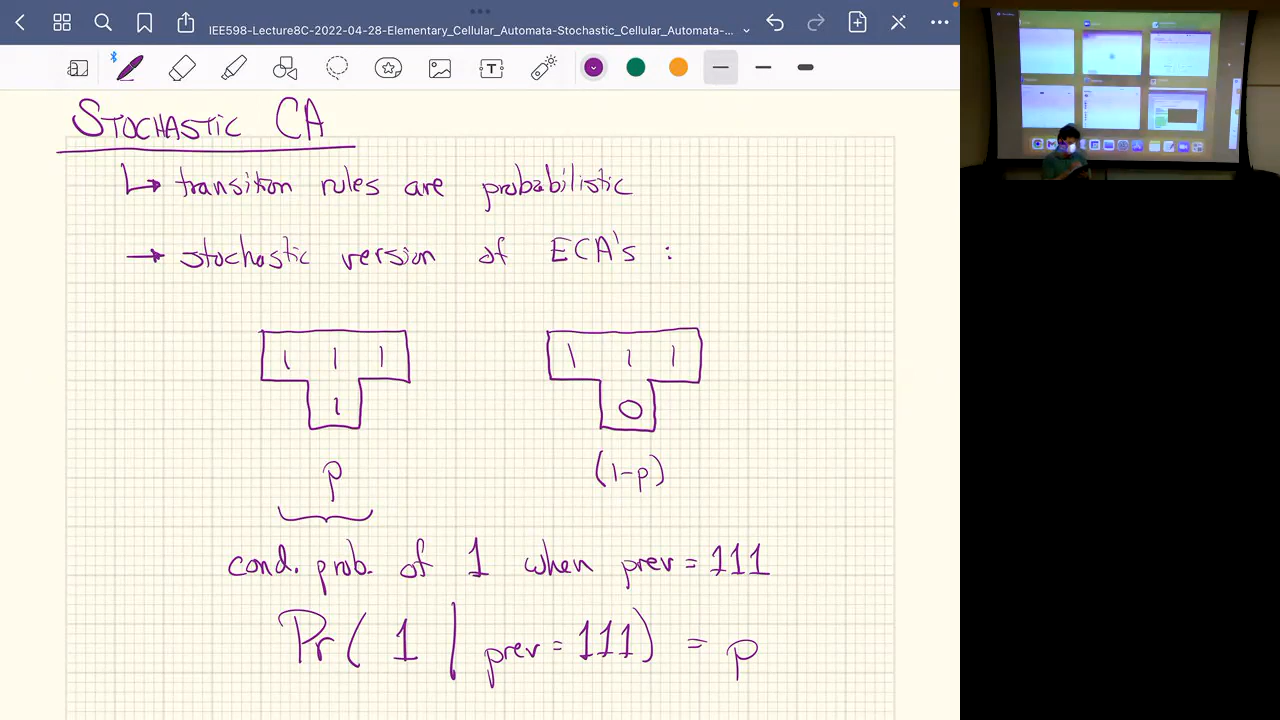 IEE598-Lecture8C-2022-04-28-Elementary_Cellular_Automata-Stochastic_Cellular_Automata-...
STOCHASTIC CA
↳ transition rules are probabilistic
→ stochastic version of ECA's :
1 1 1 1 1 1
1 0
p (1-p)
cond. prob. of 1 when prev = 111
Pr( 1 | prev = 111 ) = p